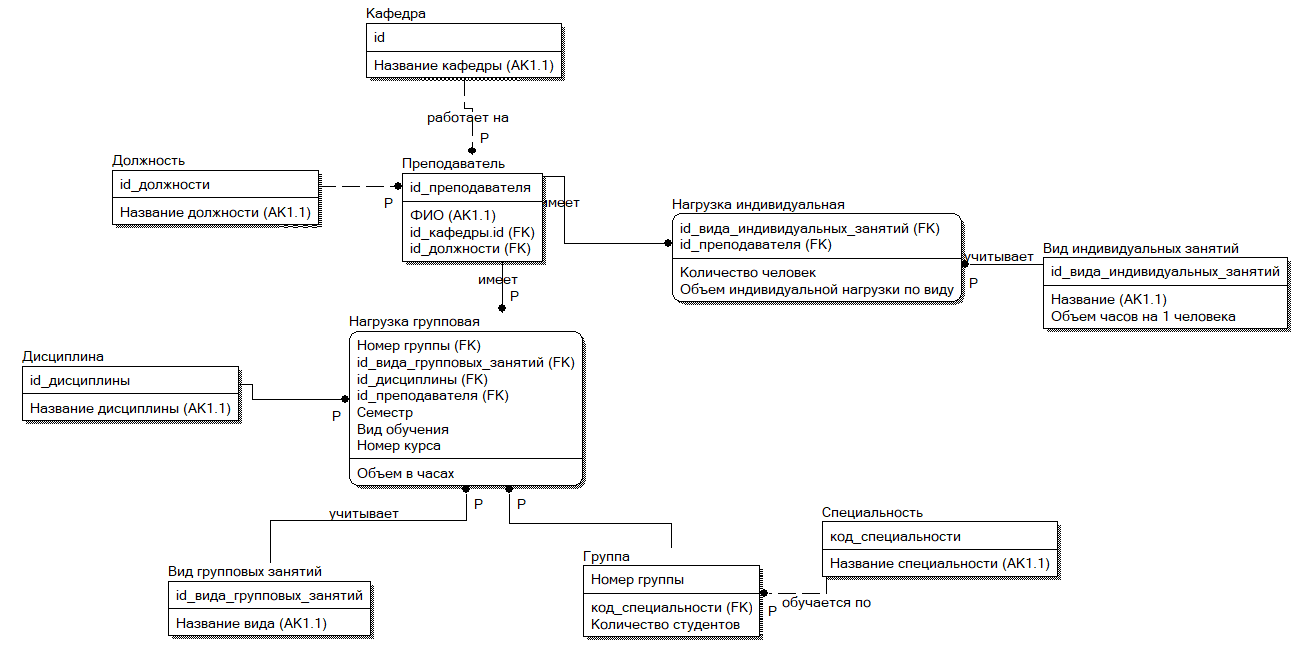 Кафедра
id
Название кафедры (AK1.1)
работает на
P
Должность
id_должности
Название должности (AK1.1)
P
Преподаватель
id_преподавателя
ФИО (AK1.1)
id_кафедры.id (FK)
id_должности (FK)
имеет
Нагрузка индивидуальная
id_вида_индивидуальных_занятий (FK)
id_преподавателя (FK)
Количество человек
Объем индивидуальной нагрузки по виду
учитывает
P
Вид индивидуальных занятий
id_вида_индивидуальных_занятий
Название (AK1.1)
Объем часов на 1 человека
имеет
P
Нагрузка групповая
Номер группы (FK)
id_вида_групповых_занятий (FK)
id_дисциплины (FK)
id_преподавателя (FK)
Семестр
Вид обучения
Номер курса
Объем в часах
Дисциплина
id_дисциплины
Название дисциплины (AK1.1)
P
P
P
учитывает
Вид групповых занятий
id_вида_групповых_занятий
Название вида (AK1.1)
Группа
Номер группы
код_специальности (FK)
Количество студентов
Специальность
код_специальности
Название специальности (AK1.1)
P
обучается по